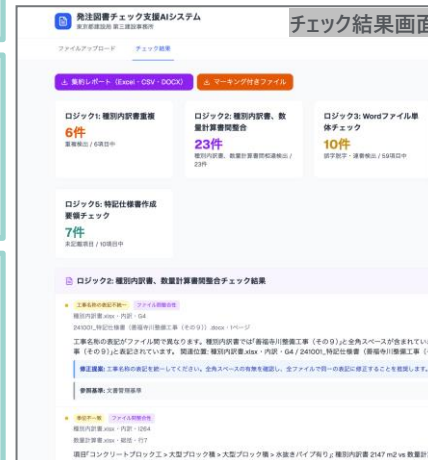 発注図書チェック支援AIシステム
東京都建設局 第三建設事務所
チェック結果画面
ファイルアップロード チェック結果
集約レポート（Excel・CSV・DOCX）
マーキング付きファイル
ロジック1: 種別内訳書重複
6件
重複検出 / 6項目中
ロジック2: 種別内訳書、数
量計算書間整合
23件
種別内訳書、数量計算書間相違検出 /
23件
ロジック3: Wordファイル単
体チェック
10件
誤字脱字・違番検出 / 59項目中
ロジック5: 特記仕様書作成
要領チェック
7件
未記載項目 / 10項目中
ロジック2: 種別内訳書、数量計算書間整合チェック結果
工事名称の表記不統一 ファイル間整合性
種別内訳書.xlsx・内訳・G4
241001_特記仕様書（善福寺川整備工事（その９））.docx・1ページ
工事名称の表記がファイル間で異なります。種別内訳書では「善福寺川整備工事（その９）」と全角スペースが含まれてい
事（その９）」と表記されています。 関連位置: 種別内訳書.xlsx・内訳・G4 / 241001_特記仕様書（善福寺川整備工事（
修正提案: 工事名称の表記を統一してください。全角スペースの有無を確認し、全ファイルで同一の表記に修正することを推奨します。
参照基準: 文書管理基準
単位不一致 ファイル間整合性
種別内訳書.xlsx・内訳・I264
数量計算書.xlsx・総括・行7
項目「コンクリートブロック工 > 大型ブロック積 > 大型ブロック積 > 水抜きパイプ有り」: 種別内訳書 2147 m2 vs 数量計